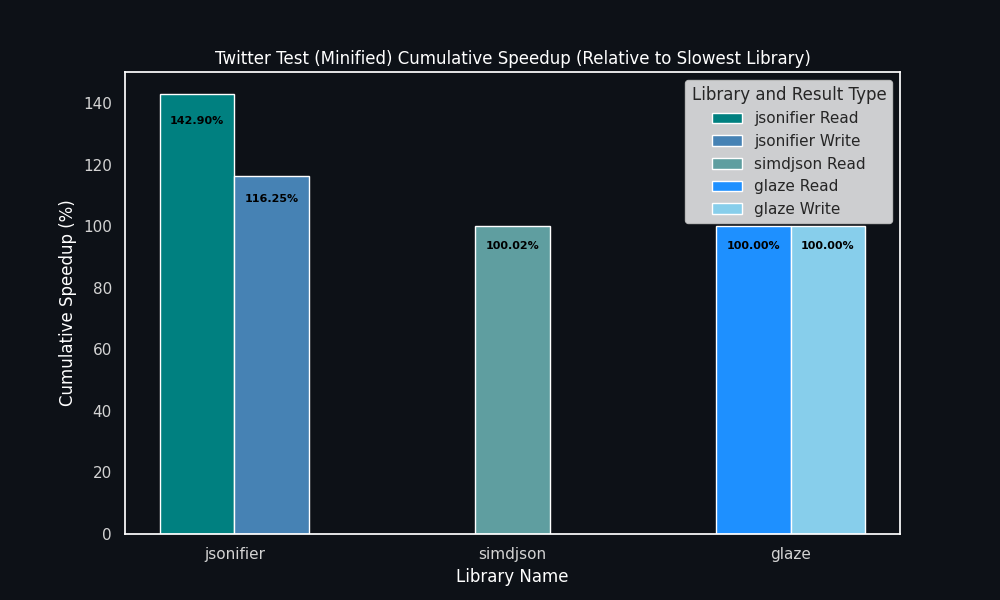 Twitter Test (Minified) Cumulative Speedup (Relative to Slowest Library)
Library and Result Type
jsonifier Read
jsonifier Write
simdjson Read
glaze Read
glaze Write
Cumulative Speedup (%)
140
120
100
80
60
40
20
0
142.90%
116.25%
100.02%
100.00%
100.00%
jsonifier
simdjson
glaze
Library Name